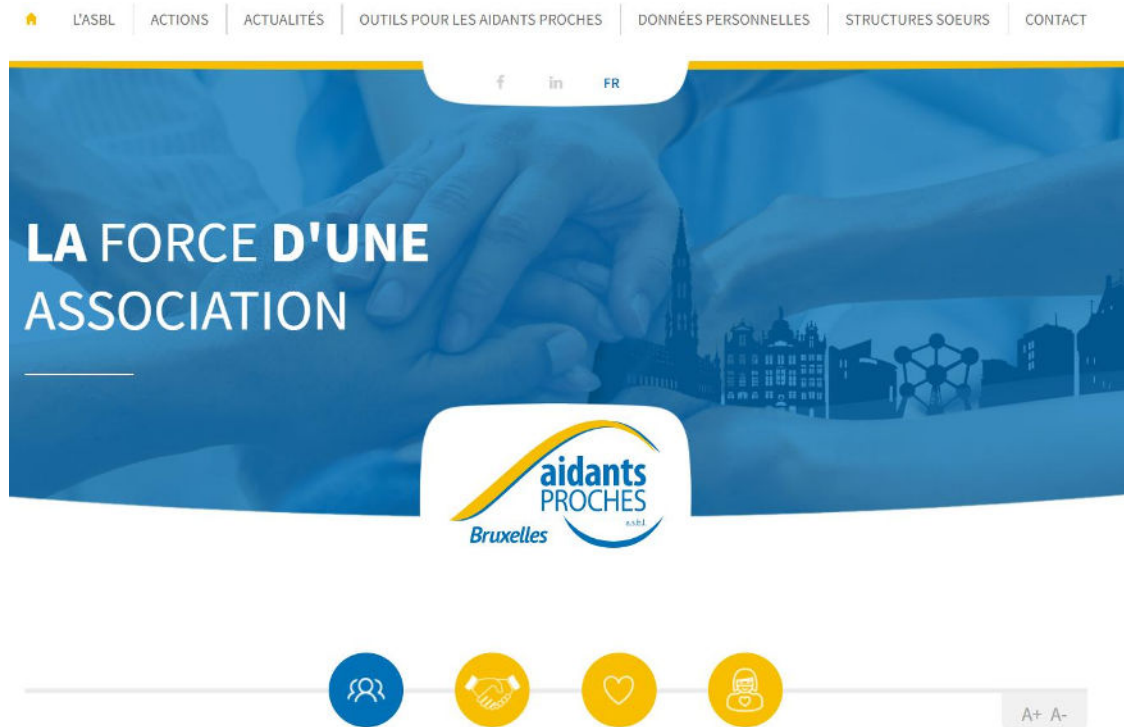 L'ASBL ACTIONS ACTUALITÉS OUTILS POUR LES AIDANTS PROCHES DONNÉES PERSONNELLES STRUCTURES SOEURS CONTACT
f in FR
LA FORCE D'UNE
ASSOCIATION
aidants
PROCHES
a.s.b.l.
Bruxelles
A+ A-